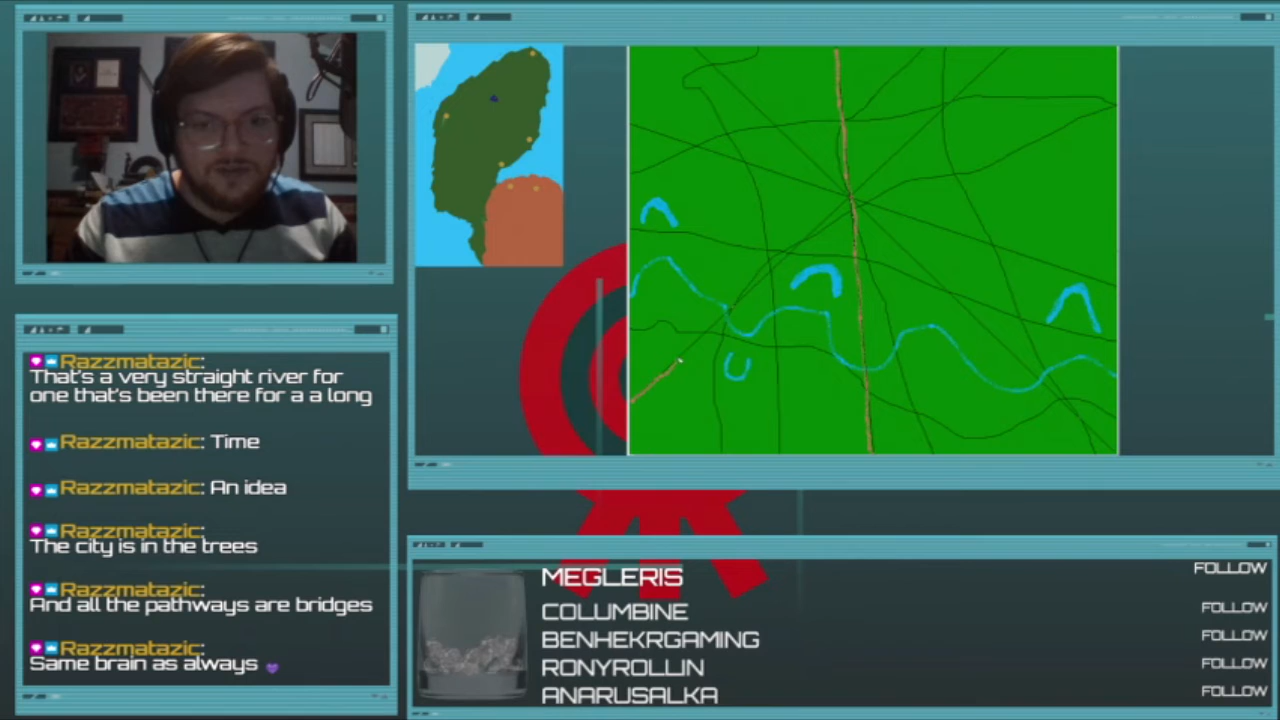 Razzmatazic:
That's a very straight river for
one that's been there for a a long
Razzmatazic: Time
Razzmatazic: An idea
Razzmatazic:
The city is in the trees
Razzmatazic:
And all the pathways are bridges
Razzmatazic:
Same brain as always
MEGLERIS FOLLOW
COLUMBINE FOLLOW
BENHEKRGAMING FOLLOW
RONYROLLIN FOLLOW
ANARUSALKA FOLLOW